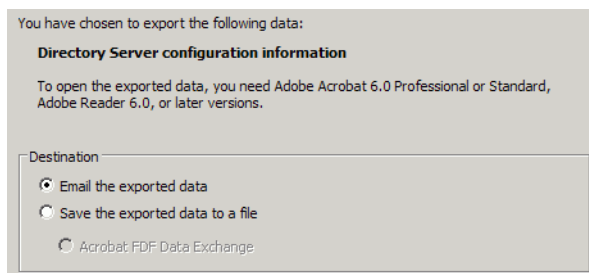 You have chosen to export the following data:
Directory Server configuration information
To open the exported data, you need Adobe Acrobat 6.0 Professional or Standard,
Adobe Reader 6.0, or later versions.
Destination
Email the exported data
Save the exported data to a file
Acrobat FDF Data Exchange